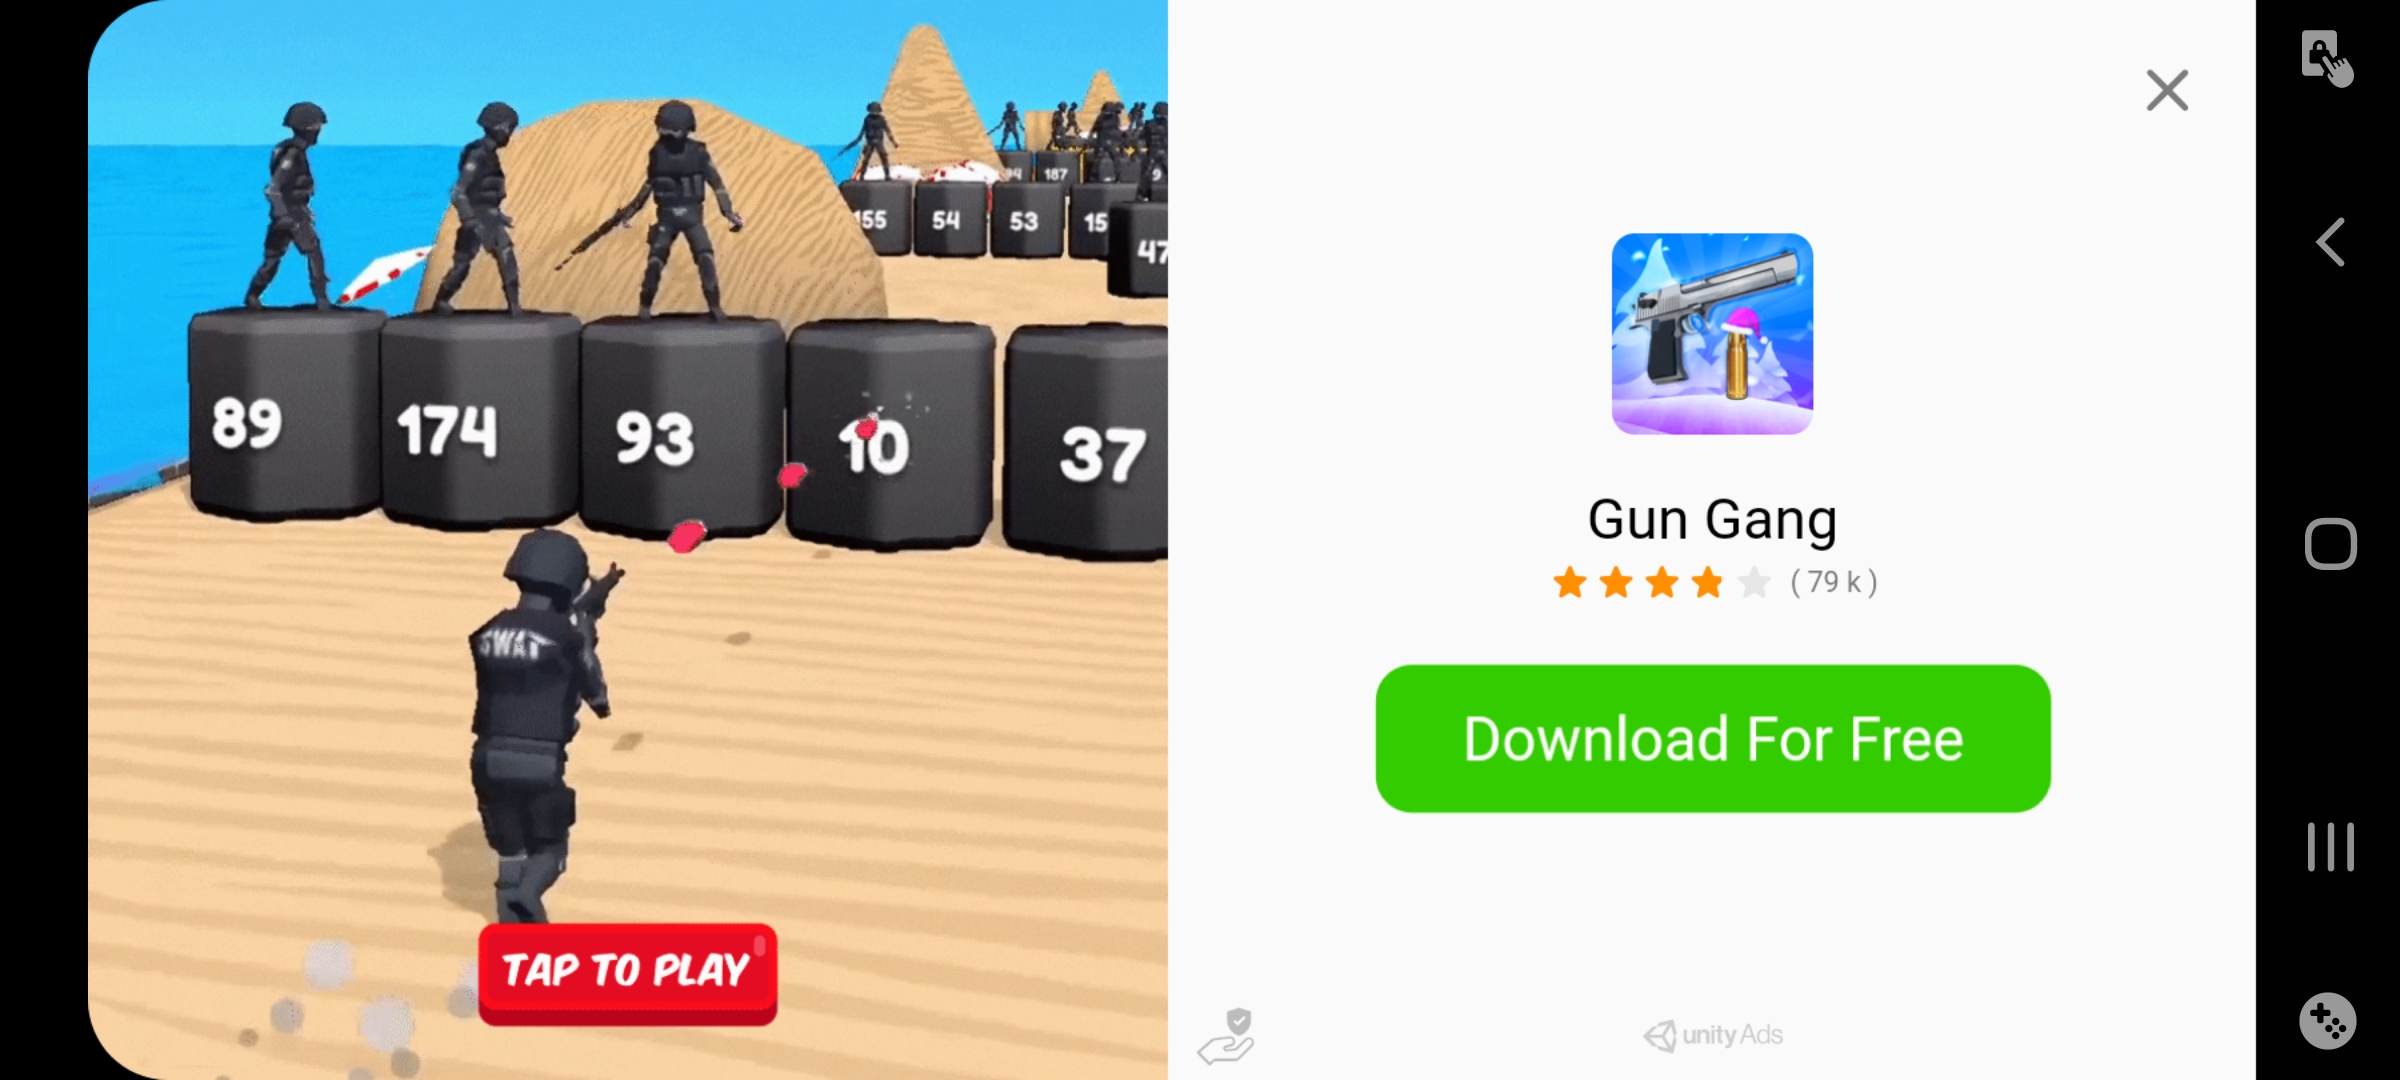 187
155
54
53
15
47
89
174
93
10
37
SWAT
TAP TO PLAY
Gun Gang
( 79 k )
Download For Free
unity Ads